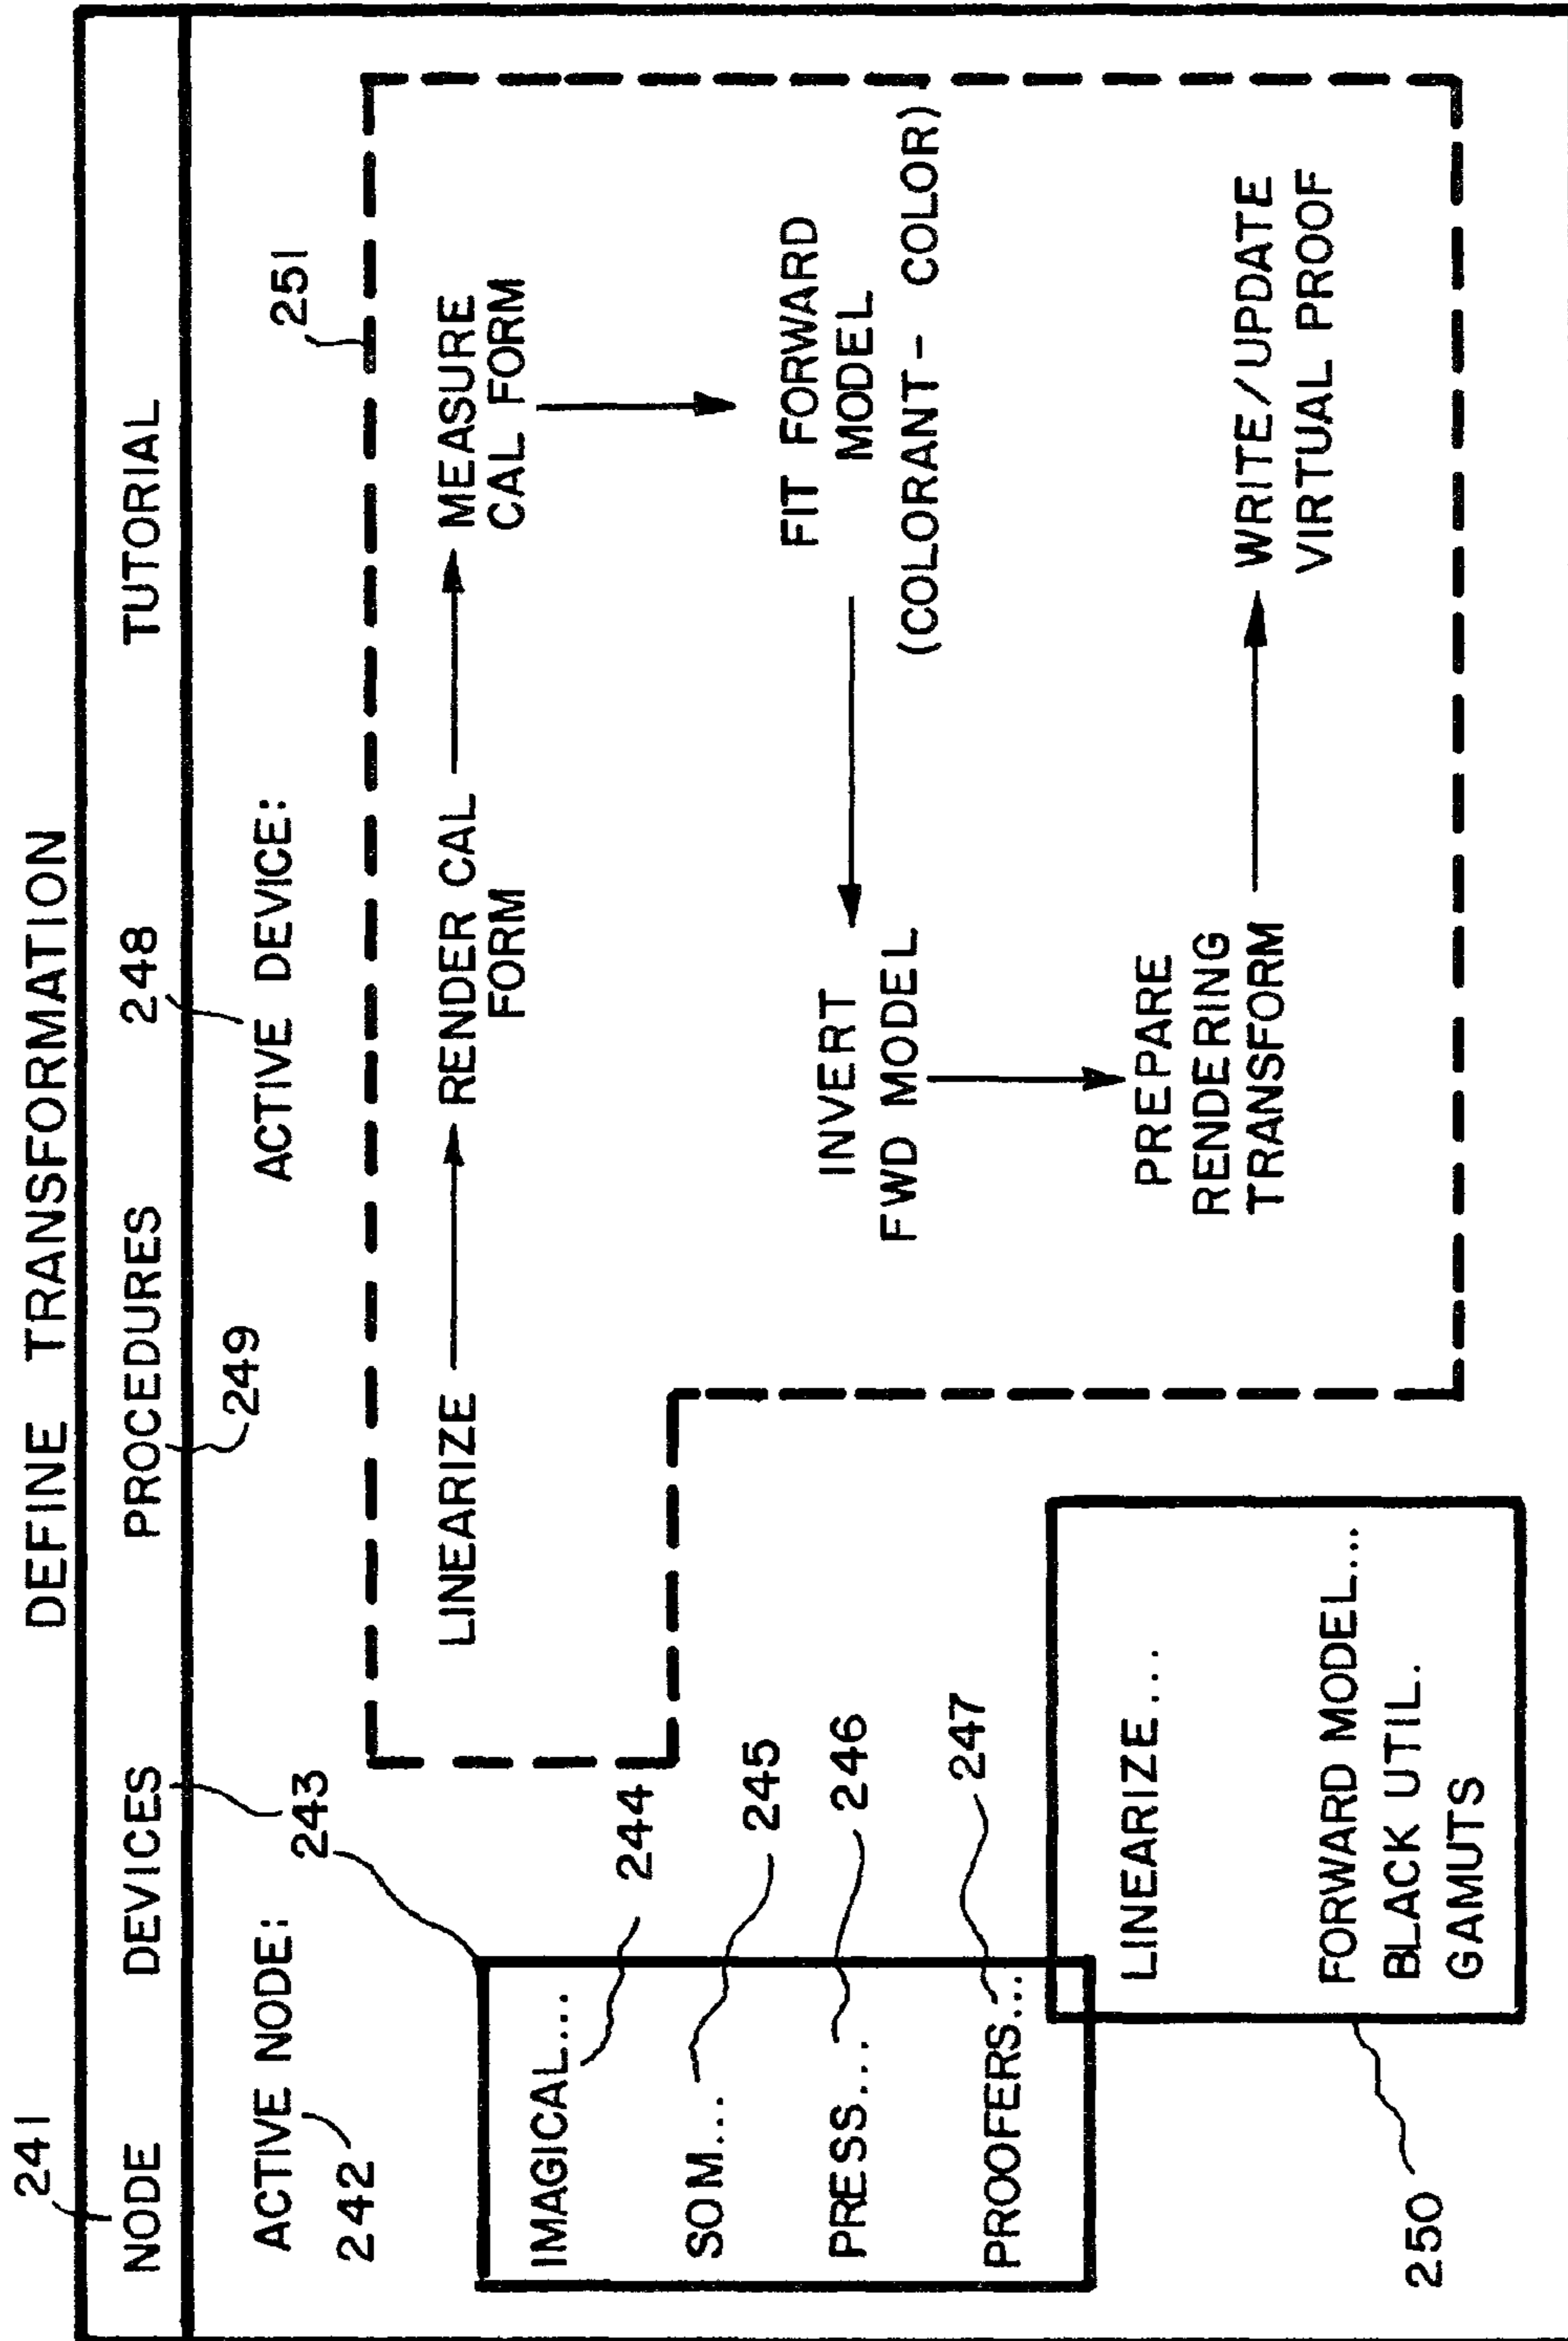 DEFINE TRANSFORMATION
241
NODE DEVICES PROCEDURES 248 TUTORIAL
249
ACTIVE NODE: ACTIVE DEVICE:
242
243
251
LINEARIZE RENDER CAL
FORM
MEASURE
CAL FORM
IMAGICAL... 244
SOM... 245
PRESS... 246
PROOFERS... 247
FIT FORWARD
MODEL
(COLORANT - COLOR)
INVERT
FWD MODEL
PREPARE
RENDERING
TRANSFORM
WRITE/UPDATE
VIRTUAL PROOF
LINEARIZE...
FORWARD MODEL...
BLACK UTIL.
GAMUTS
250